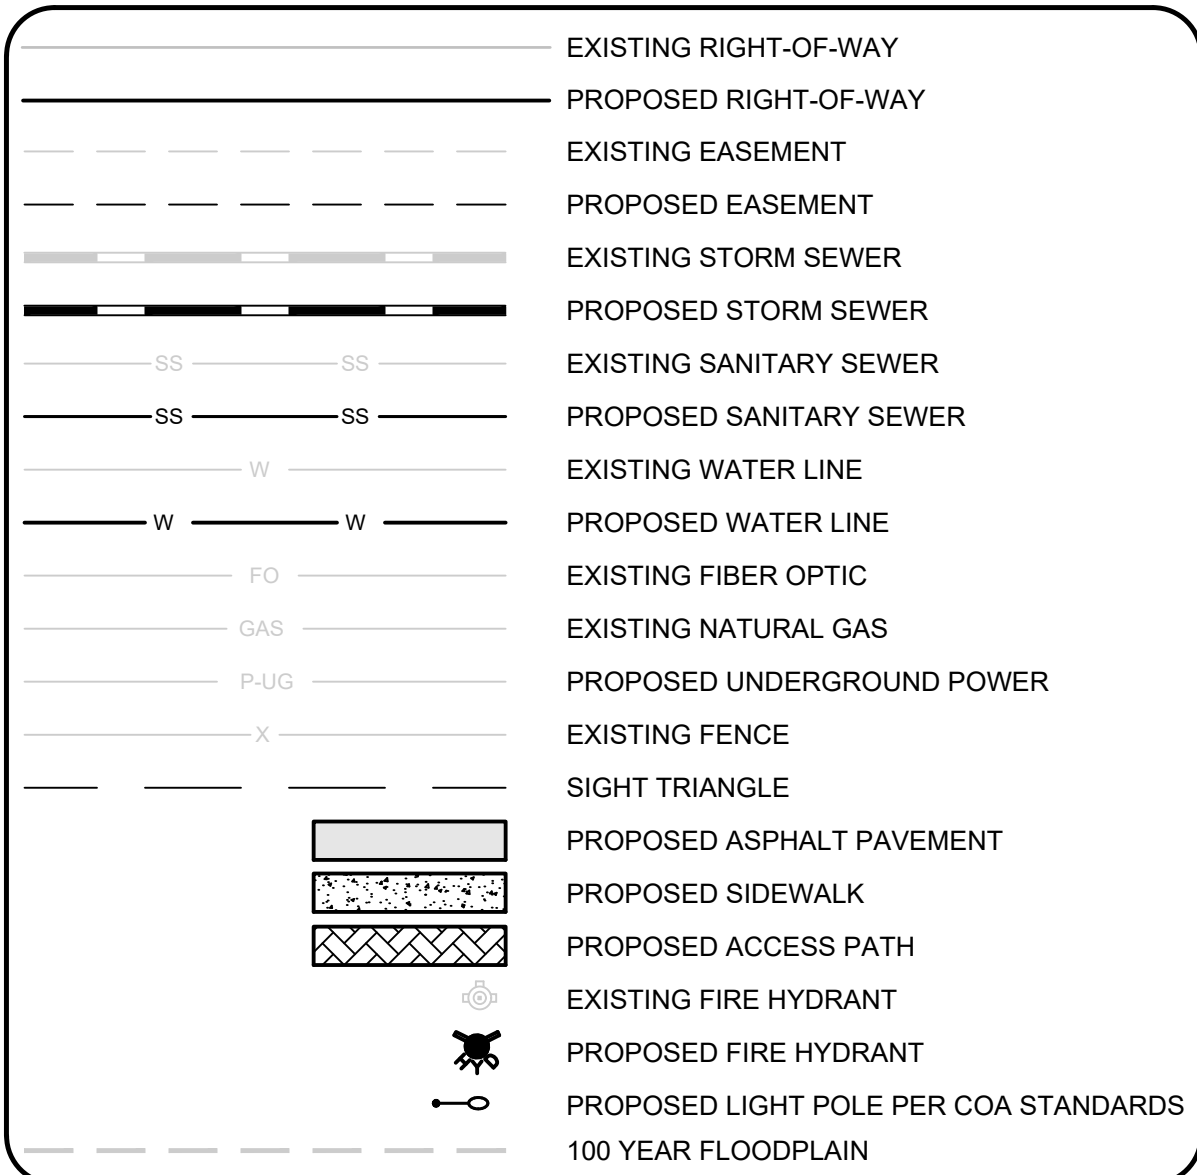 EXISTING RIGHT-OF-WAY
PROPOSED RIGHT-OF-WAY
EXISTING EASEMENT
PROPOSED EASEMENT
EXISTING STORM SEWER
PROPOSED STORM SEWER
SS SS EXISTING SANITARY SEWER
SS SS PROPOSED SANITARY SEWER
W EXISTING WATER LINE
W W PROPOSED WATER LINE
FO EXISTING FIBER OPTIC
GAS EXISTING NATURAL GAS
P-UG PROPOSED UNDERGROUND POWER
X EXISTING FENCE
SIGHT TRIANGLE
PROPOSED ASPHALT PAVEMENT
PROPOSED SIDEWALK
PROPOSED ACCESS PATH
EXISTING FIRE HYDRANT
PROPOSED FIRE HYDRANT
PROPOSED LIGHT POLE PER COA STANDARDS
100 YEAR FLOODPLAIN